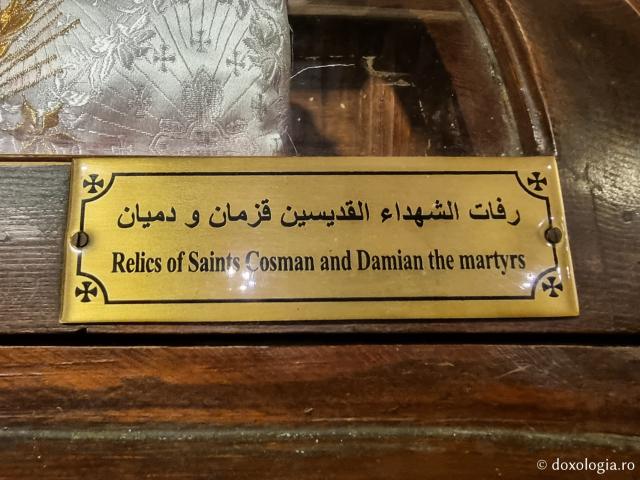 رفات الشهداء القديسين قزمان و دميان
Relics of Saints Cosman and Damian the martyrs
© doxologia.ro